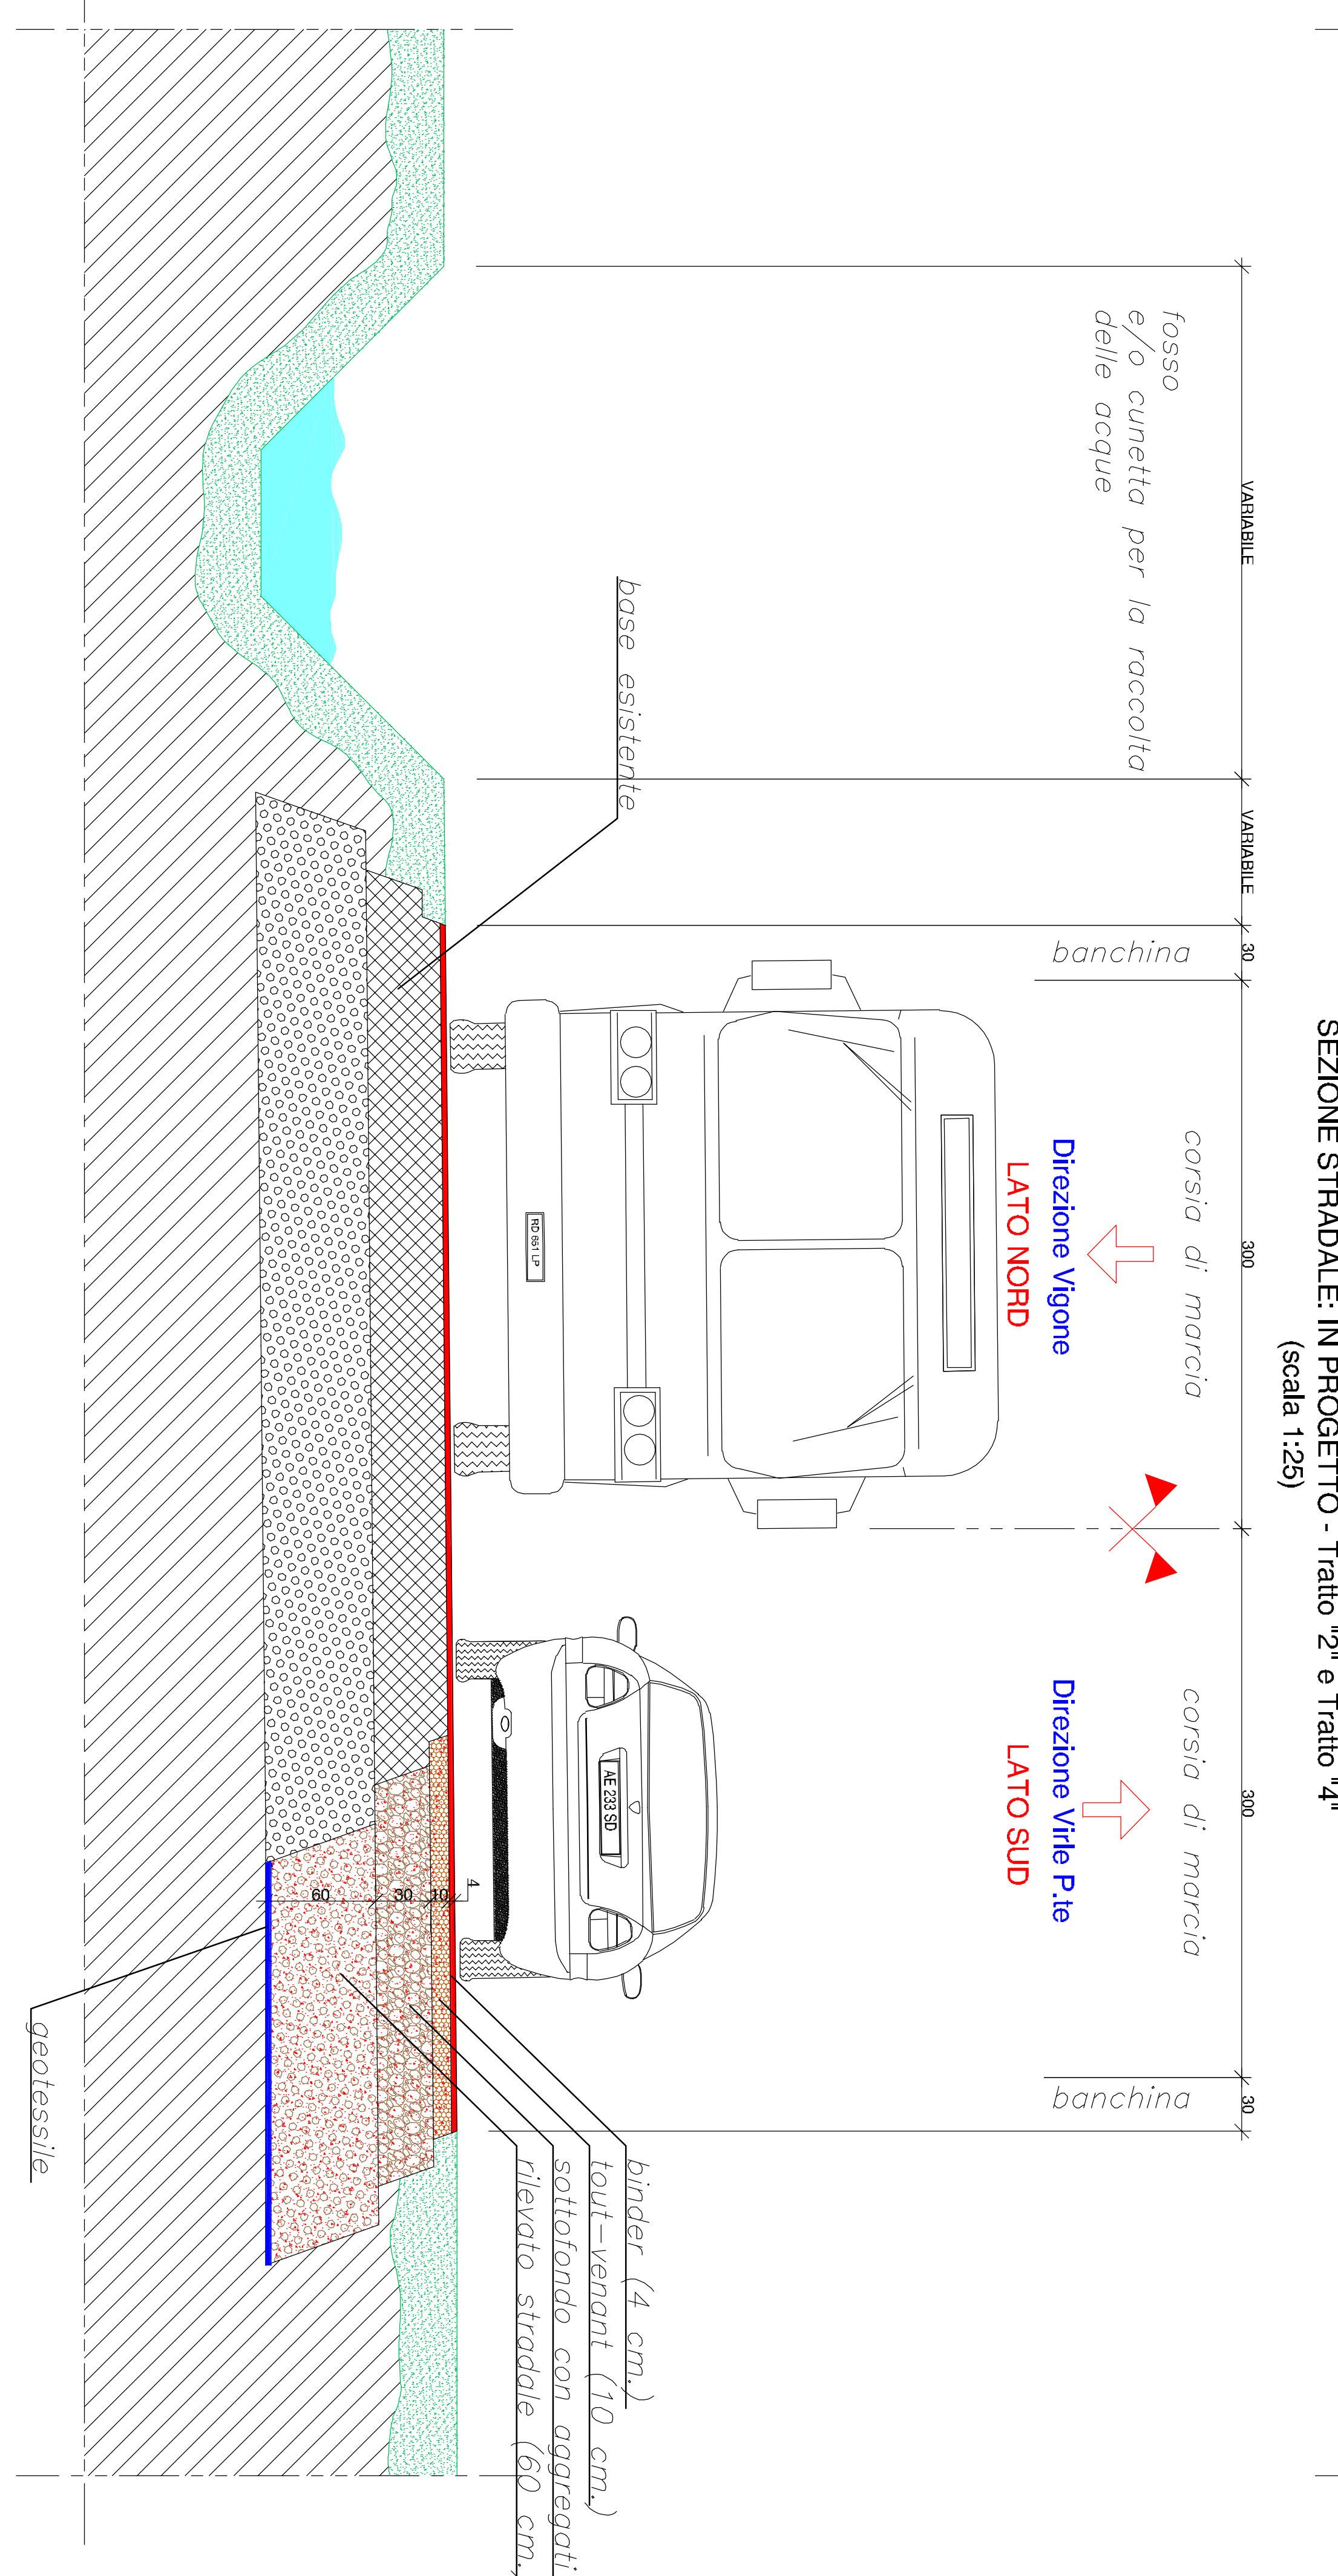 SEZIONE STRADALE: IN PROGETTO - Tratto "2" e Tratto "4"
(scala 1:25)
VARIABILE
VARIABILE
30
300
300
30
fosso
e/o cunetta per la raccolta
delle acque
banchina
corsia di marcia
corsia di marcia
banchina
Direzione Vigone
LATO NORD
Direzione Virle P.te
LATO SUD
base esistente
RD 651 LP
AE 233 SD
4
10
30
60
binder (4 cm.)
tout-venant (10 cm.)
sottofondo con aggregati
rilevato stradale (60 cm.
geotessile